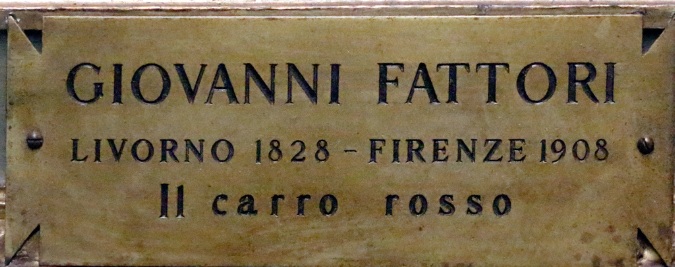 GIOVANNI FATTORI
LIVORNO 1828 - FIRENZE 1908
Il carro rosso